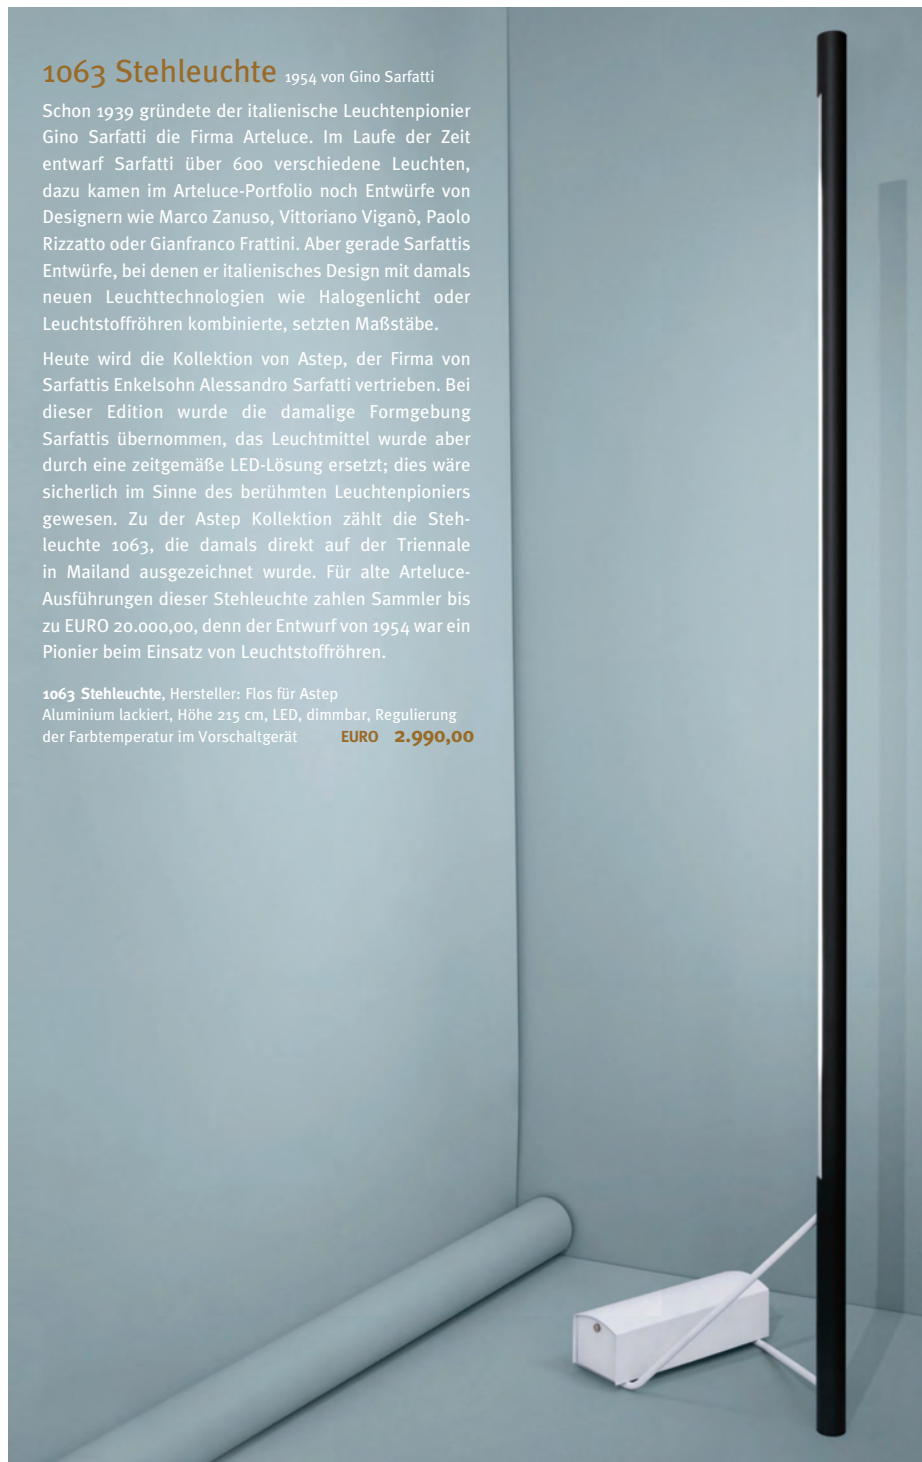 1063 Stehleuchte 1954 von Gino Sarfatti
Schon 1939 gründete der italienische Leuchtenpionier
Gino Sarfatti die Firma Arteluce. Im Laufe der Zeit
entwarf Sarfatti über 600 verschiedene Leuchten,
dazu kamen im Arteluce-Portfolio noch Entwürfe von
Designern wie Marco Zanuso, Vittoriano Viganò, Paolo
Rizzatto oder Gianfranco Frattini. Aber gerade Sarfattis
Entwürfe, bei denen er italienisches Design mit damals
neuen Leuchttechnologien wie Halogenlicht oder
Leuchtstoffröhren kombinierte, setzten Maßstäbe.
Heute wird die Kollektion von Astep, der Firma von
Sarfattis Enkelsohn Alessandro Sarfatti vertrieben. Bei
dieser Edition wurde die damalige Formgebung
Sarfattis übernommen, das Leuchtmittel wurde aber
durch eine zeitgemäße LED-Lösung ersetzt; dies wäre
sicherlich im Sinne des berühmten Leuchtenpioniers
gewesen. Zu der Astep Kollektion zählt die Steh-
leuchte 1063, die damals direkt auf der Triennale
in Mailand ausgezeichnet wurde. Für alte Arteluce-
Ausführungen dieser Stehleuchte zahlen Sammler bis
zu EURO 20.000,00, denn der Entwurf von 1954 war ein
Pionier beim Einsatz von Leuchtstoffröhren.
1063 Stehleuchte, Hersteller: Flos für Astep
Aluminium lackiert, Höhe 215 cm, LED, dimmbar, Regulierung
der Farbtemperatur im Vorschaltgerät EURO 2.990,00